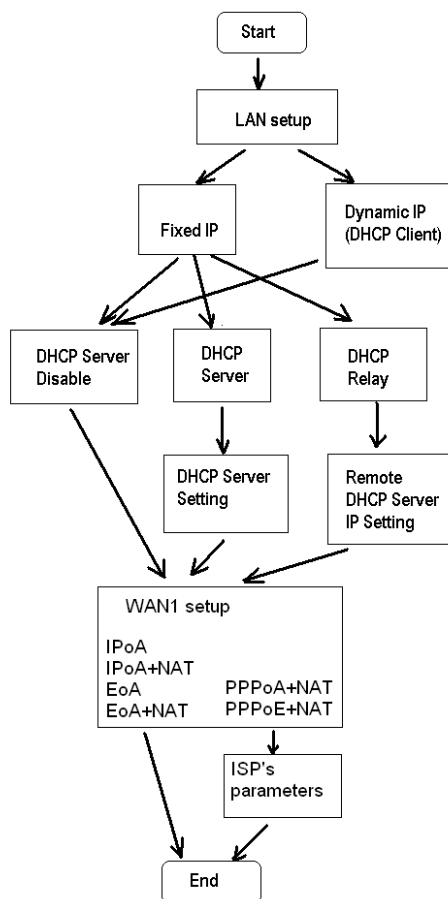 Start
LAN setup
Fixed IP
Dynamic IP
(DHCP Client)
DHCP Server
Disable
DHCP
Server
DHCP
Relay
DHCP Server
Setting
Remote
DHCP Server
IP Setting
WAN1 setup
IPoA
IPoA+NAT
EoA
EoA+NAT
PPPoA+NAT
PPPoE+NAT
ISP's
parameters
End